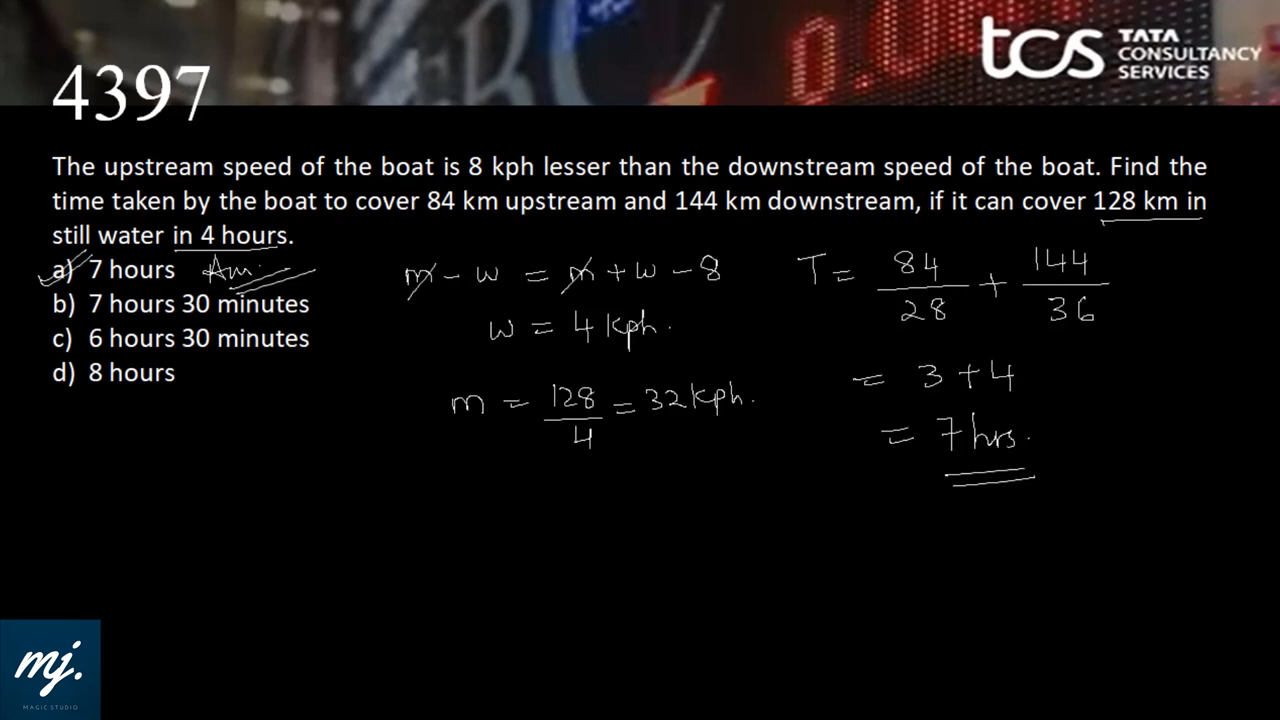 tcs TATA
CONSULTANCY
SERVICES
4397
The upstream speed of the boat is 8 kph lesser than the downstream speed of the boat. Find the
time taken by the boat to cover 84 km upstream and 144 km downstream, if it can cover 128 km in
still water in 4 hours.
a) 7 hours Ans.
b) 7 hours 30 minutes
c) 6 hours 30 minutes
d) 8 hours
m - w = m + w - 8
w = 4 kph.
m = 128/4 = 32 kph.
T = 84/28 + 144/36
= 3 + 4
= 7 hrs.
mj.
MAGIC STUDIO